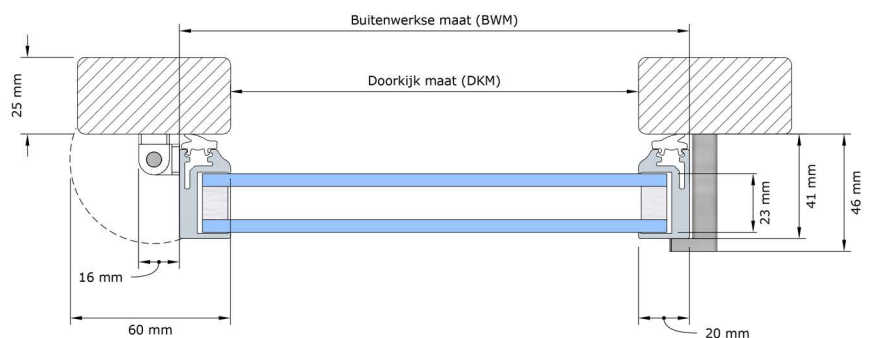 Buitenwerkse maat (BWM)
Doorkijk maat (DKM)
25 mm
23 mm
41 mm
46 mm
16 mm
60 mm
20 mm